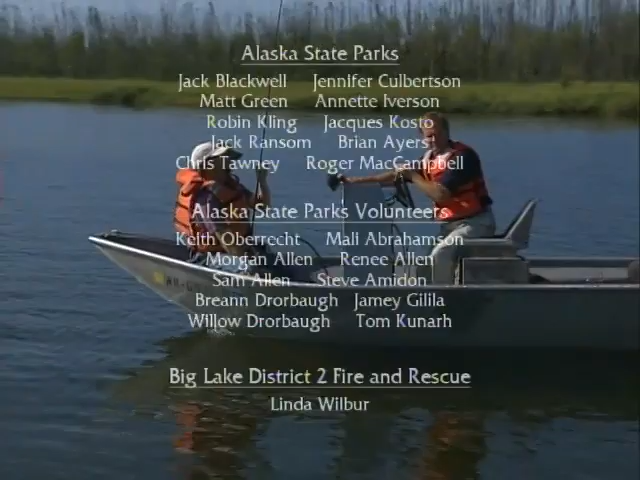 Alaska State Parks
Jack Blackwell Jennifer Culbertson
Matt Green Annette Iverson
Robin Kling Jacques Kosto
Jack Ransom Brian Ayers
Chris Tawney Roger MacCampbell
Alaska State Parks Volunteers
Keith Oberrecht Mali Abrahamson
Morgan Allen Renee Allen
Sam Allen Steve Amidon
Breann Drorbaugh Jamey Gilila
Willow Drorbaugh Tom Kunarh
Big Lake District 2 Fire and Rescue
Linda Wilbur